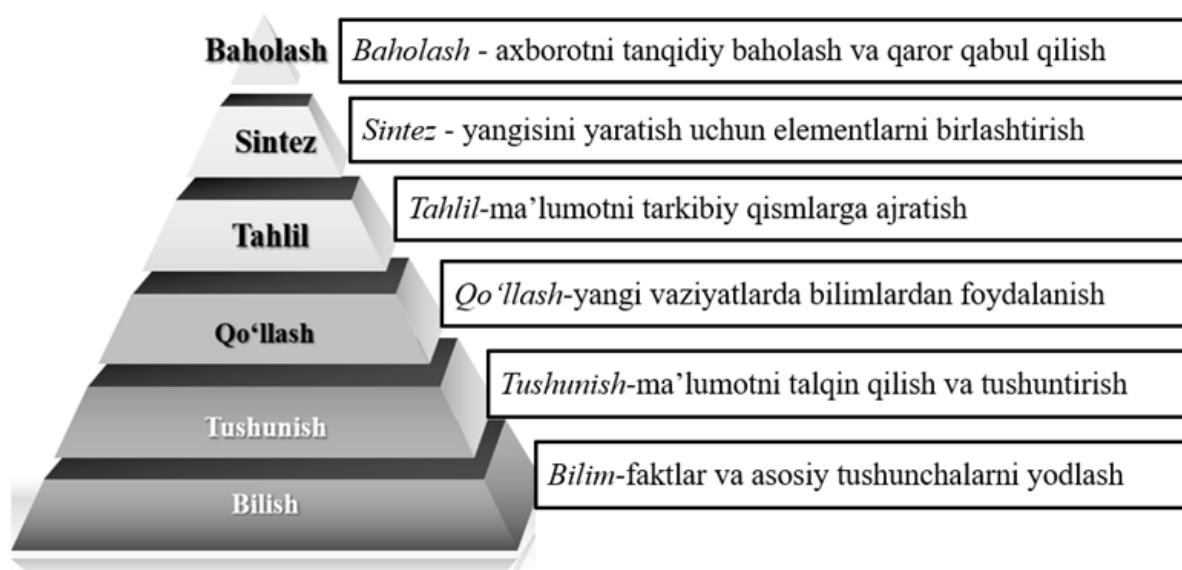 Baholash
Baholash - axborotni tanqidiy baholash va qaror qabul qilish
Sintez
Sintez - yangisini yaratish uchun elementlarni birlashtirish
Tahlil
Tahlil-ma’lumotni tarkibiy qismlarga ajratish
Qo‘llash
Qo‘llash-yangi vaziyatlarda bilimlardan foydalanish
Tushunish
Tushunish-ma’lumotni talqin qilish va tushuntirish
Bilish
Bilim-faktlar va asosiy tushunchalarni yodlash